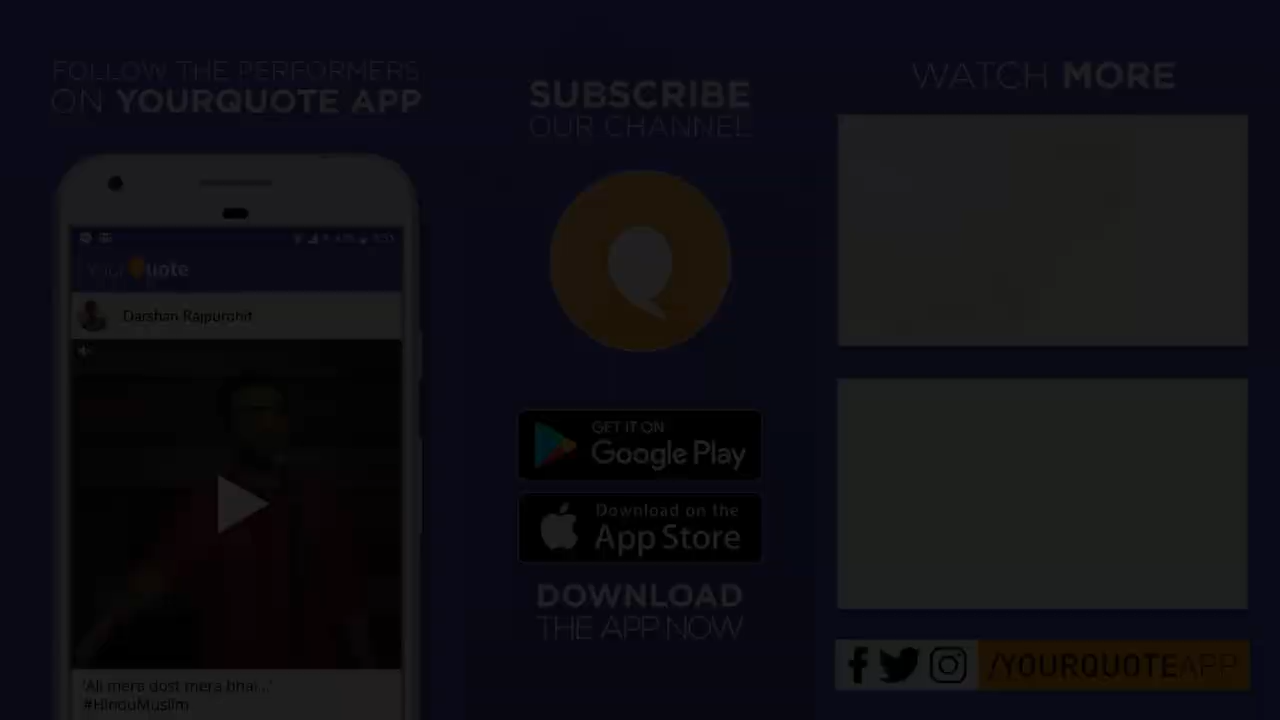 FOLLOW THE PERFORMERS
ON YOURQUOTE APP
YourQuote
Darshan Rajpurohit
'Ali mera dost mera bhai...'
#HinduMuslim
SUBSCRIBE
OUR CHANNEL
GET IT ON
Google Play
Download on the
App Store
DOWNLOAD
THE APP NOW
WATCH MORE
/YOURQUOTEAPP